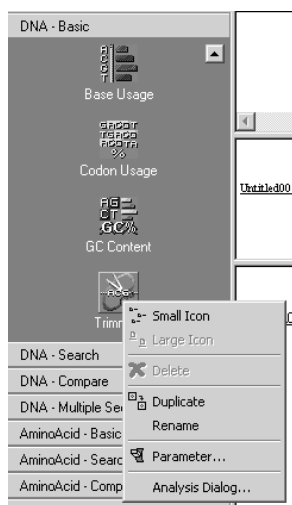 DNA - Basic
Base Usage
Codon Usage
GC%
GC Content
Untitled00
Trimm
Small Icon
Large Icon
Delete
Duplicate
Rename
Parameter...
Analysis Dialog...
DNA - Search
DNA - Compare
DNA - Multiple Se
AminoAcid - Basic
AminoAcid - Searc
AminoAcid - Comp